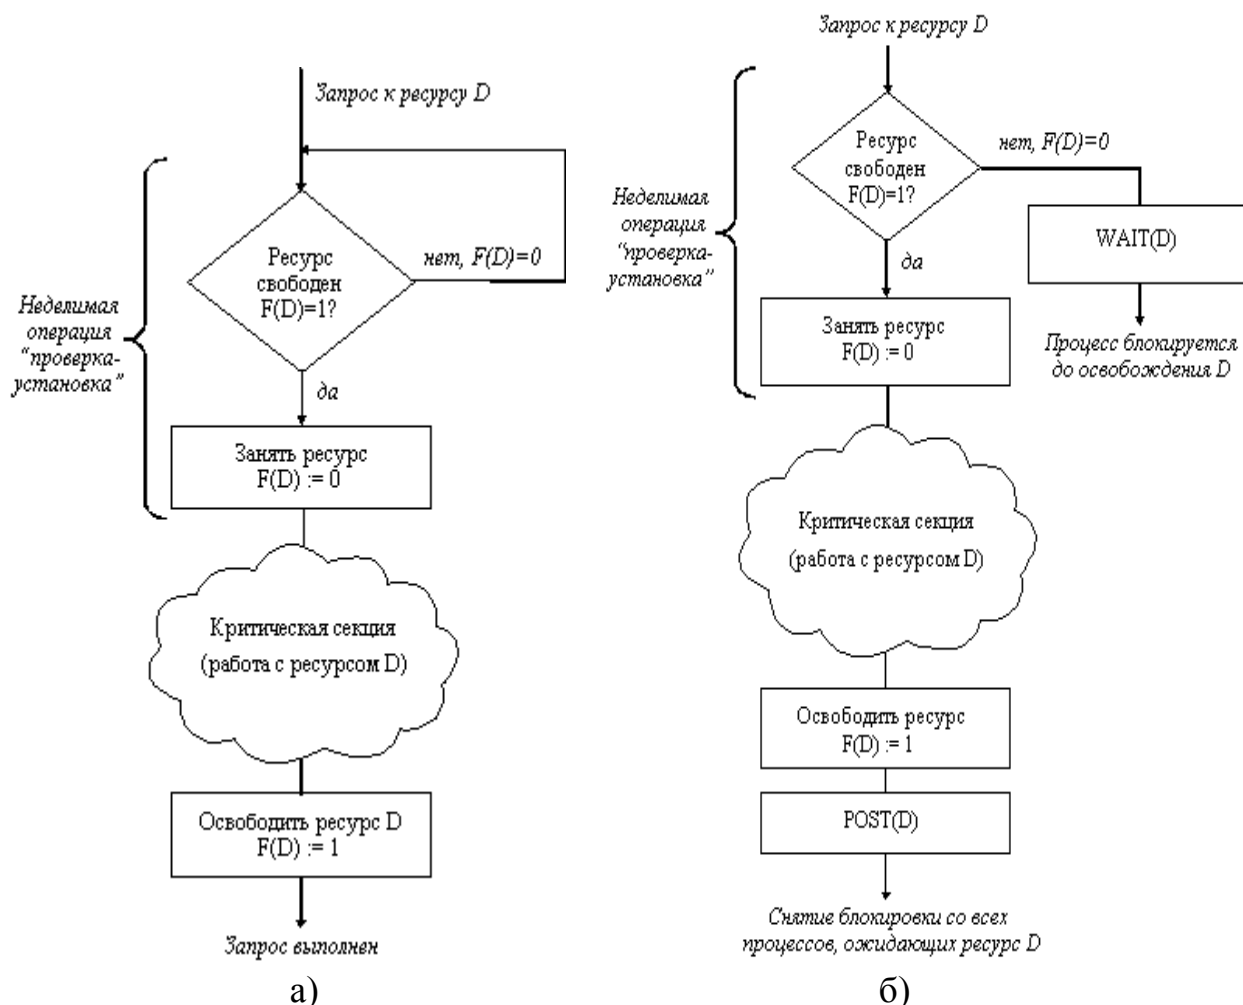 Запрос к ресурсу D
Ресурс
свободен
F(D)=1?
нет, F(D)=0
Неделимая
операция
“проверка-
установка”
да
Занять ресурс
F(D) := 0
Критическая секция
(работа с ресурсом D)
Освободить ресурс D
F(D) := 1
Запрос выполнен
а)
Запрос к ресурсу D
Ресурс
свободен
F(D)=1?
нет, F(D)=0
WAIT(D)
Процесс блокируется
до освобождения D
Неделимая
операция
“проверка-
установка”
да
Занять ресурс
F(D) := 0
Критическая секция
(работа с ресурсом D)
Освободить ресурс
F(D) := 1
POST(D)
Снятие блокировки со всех
процессов, ожидающих ресурс D
б)